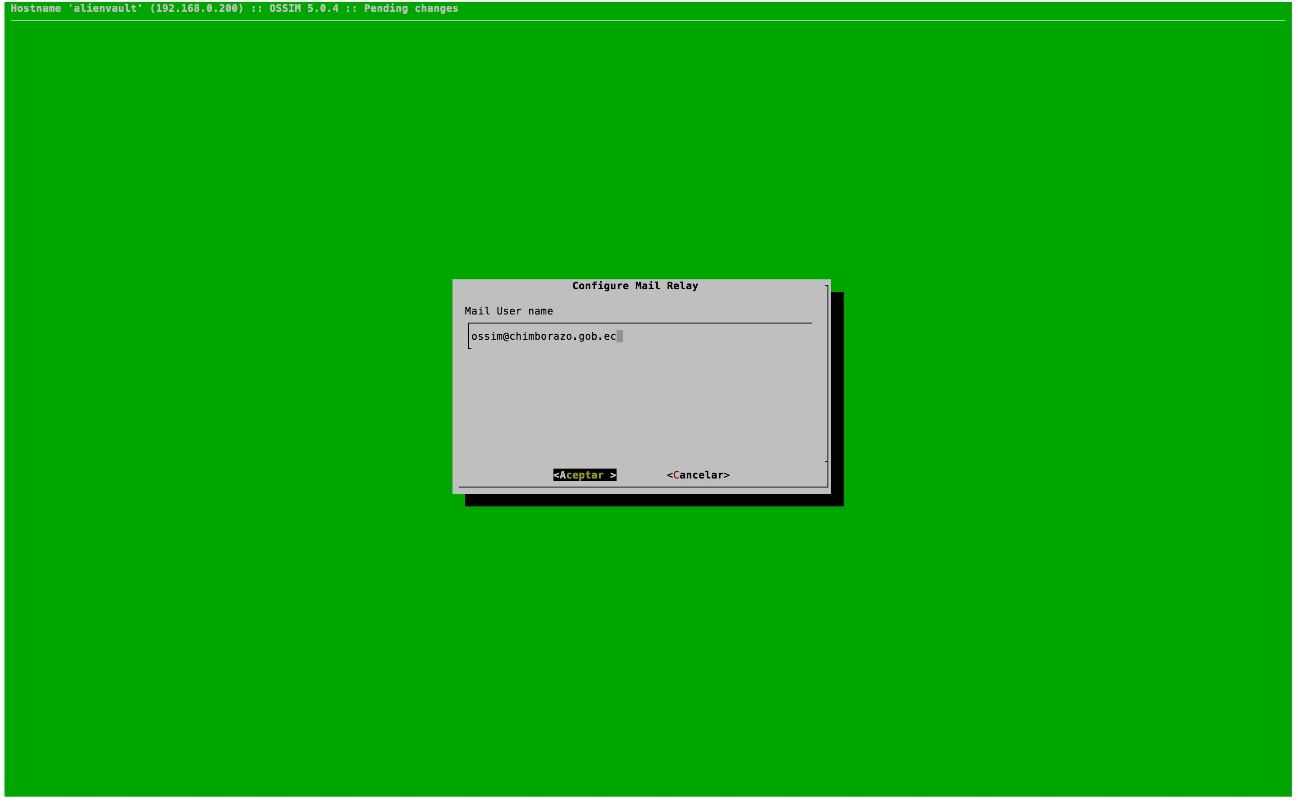 Hostname 'alienvault' (192.168.0.200) :: OSSIM 5.0.4 :: Pending changes
Configure Mail Relay
Mail User name
ossim@chimborazo.gob.ec
<Aceptar > <Cancelar>